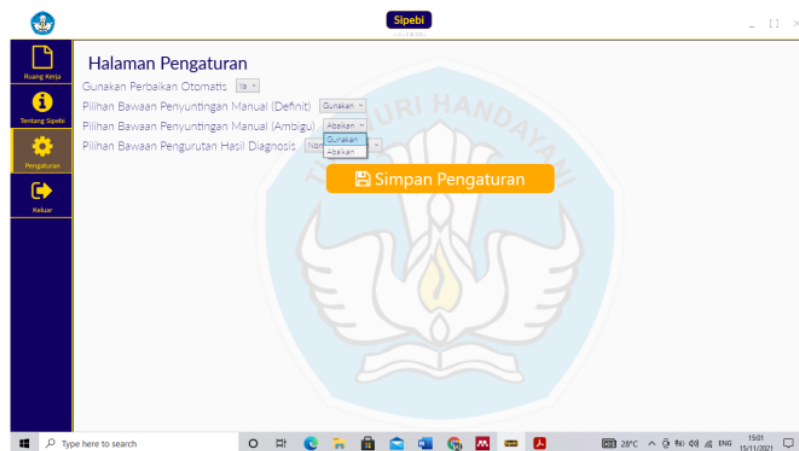 Sipebi
Ruang Kerja
Tentang Sipebi
Pengaturan
Keluar
Halaman Pengaturan
Gunakan Perbaikan Otomatis Ya
Pilihan Bawaan Penyuntingan Manual (Definit) Gunakan
Pilihan Bawaan Penyuntingan Manual (Ambigu) Abaikan
Gunakan
Abaikan
Pilihan Bawaan Pengurutan Hasil Diagnosis
Simpan Pengaturan
TUT WURI HANDAYANI
Type here to search
28°C
ENG
15:01
15/11/2021